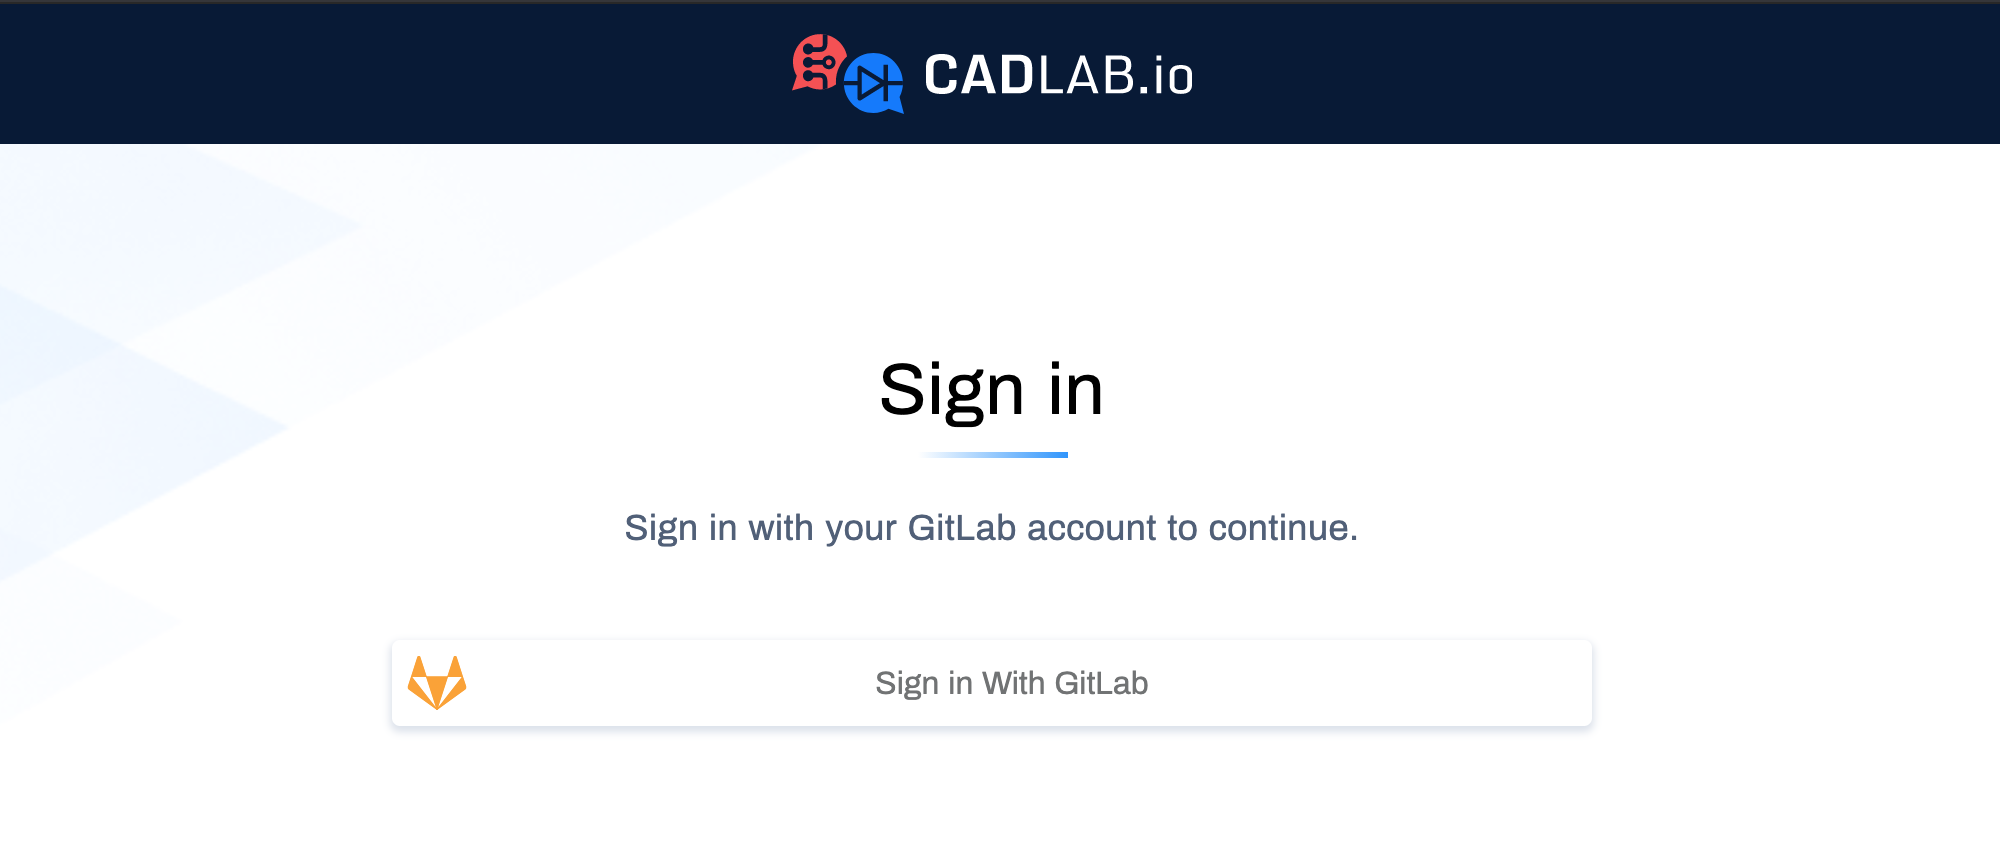 CADLAB.io
Sign in
Sign in with your GitLab account to continue.
Sign in With GitLab